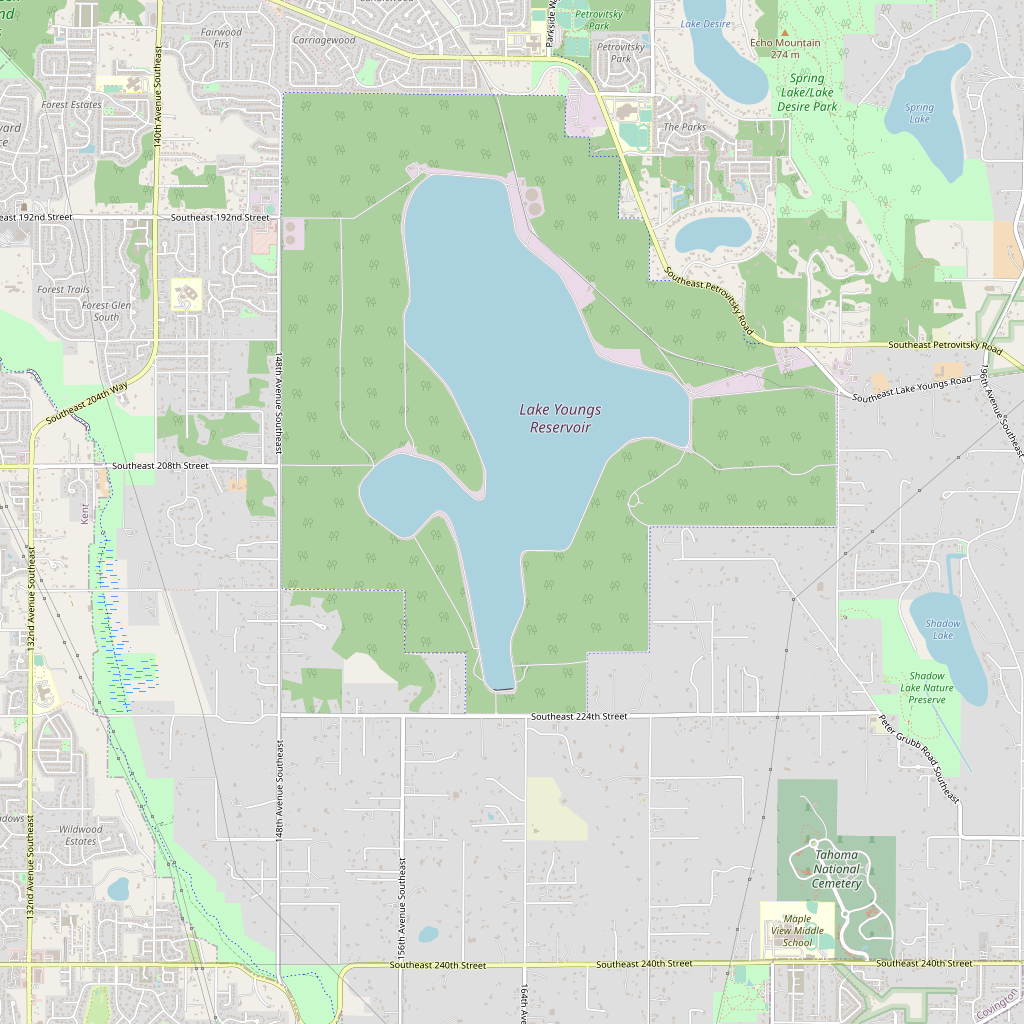 Parkside Wa
Petrovitsky
Park
Lake Desire
Fairwood
Firs
Carriagewood
Petrovitsky
Park
Echo Mountain
274 m
Spring
Lake/Lake
Desire Park
140th Avenue Southeast
Forest Estates
Spring
Lake
The Parks
Southeast 192nd Street
Southeast Petrovitsky Road
Forest Trails
Forest Glen
South
Southeast Petrovitsky Road
148th Avenue Southeast
Southeast 204th Way
Southeast Lake Youngs Road
196th Avenue Southeast
Lake Youngs
Reservoir
Southeast 208th Street
Kent
132nd Avenue Southeast
Shadow
Lake
Shadow
Lake Nature
Preserve
Southeast 224th Street
Peter Grubb Road Southeast
148th Avenue Southeast
Wildwood
Estates
132nd Avenue Southeast
156th Avenue Southeast
Tahoma
National
Cemetery
Maple
View Middle
School
Southeast 240th Street
Southeast 240th Street
Southeast 240th Street
164th Ave
Covington